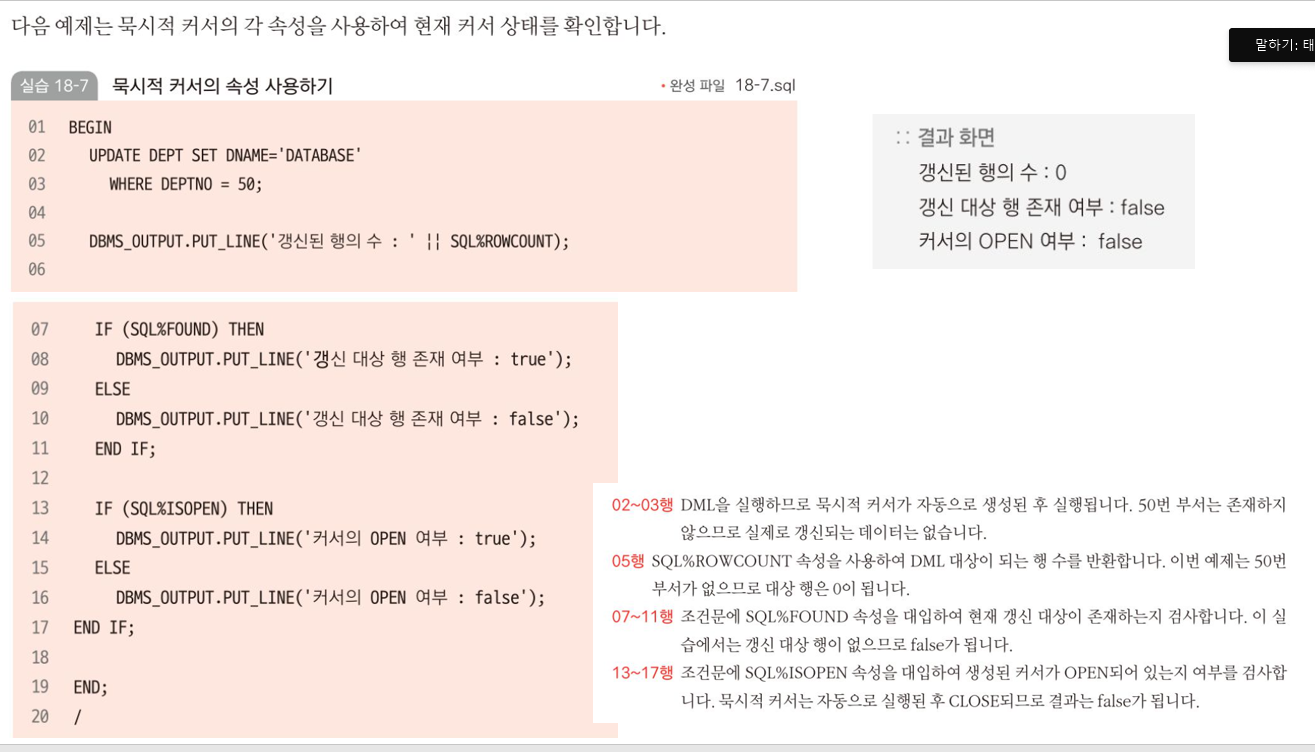 다음 예제는 묵시적 커서의 각 속성을 사용하여 현재 커서 상태를 확인합니다.
말하기: 태
실습 18-7 묵시적 커서의 속성 사용하기 • 완성 파일 18-7.sql
01 BEGIN
02 UPDATE DEPT SET DNAME='DATABASE'
03 WHERE DEPTNO = 50;
04
05 DBMS_OUTPUT.PUT_LINE('갱신된 행의 수 : ' || SQL%ROWCOUNT);
06
:: 결과 화면
갱신된 행의 수 : 0
갱신 대상 행 존재 여부 : false
커서의 OPEN 여부 : false
07 IF (SQL%FOUND) THEN
08 DBMS_OUTPUT.PUT_LINE('갱신 대상 행 존재 여부 : true');
09 ELSE
10 DBMS_OUTPUT.PUT_LINE('갱신 대상 행 존재 여부 : false');
11 END IF;
12
13 IF (SQL%ISOPEN) THEN
14 DBMS_OUTPUT.PUT_LINE('커서의 OPEN 여부 : true');
15 ELSE
16 DBMS_OUTPUT.PUT_LINE('커서의 OPEN 여부 : false');
17 END IF;
18
19 END;
20 /
02~03행 DML을 실행하므로 묵시적 커서가 자동으로 생성된 후 실행됩니다. 50번 부서는 존재하지
않으므로 실제로 갱신되는 데이터는 없습니다.
05행 SQL%ROWCOUNT 속성을 사용하여 DML 대상이 되는 행 수를 반환합니다. 이번 예제는 50번
부서가 없으므로 대상 행은 0이 됩니다.
07~11행 조건문에 SQL%FOUND 속성을 대입하여 현재 갱신 대상이 존재하는지 검사합니다. 이 실
습에서는 갱신 대상 행이 없으므로 false가 됩니다.
13~17행 조건문에 SQL%ISOPEN 속성을 대입하여 생성된 커서가 OPEN되어 있는지 여부를 검사합
니다. 묵시적 커서는 자동으로 실행된 후 CLOSE되므로 결과는 false가 됩니다.